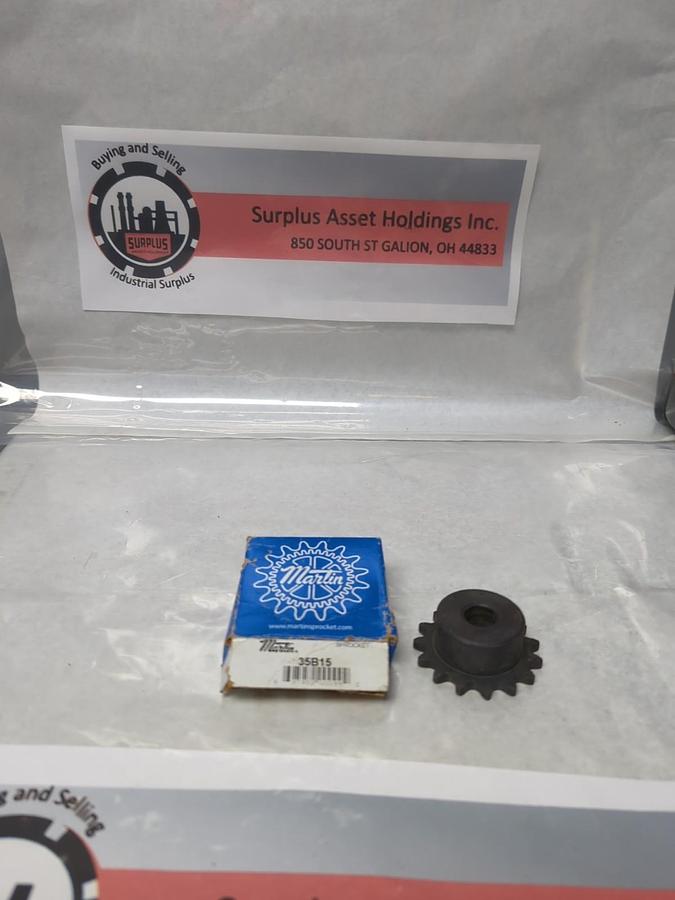 Buying and Selling
SURPLUS
Industrial Surplus
Surplus Asset Holdings Inc.
850 SOUTH ST GALION, OH 44833
Martin
www.martinsprocket.com
Martin
SPROCKET
35B15
and Selling